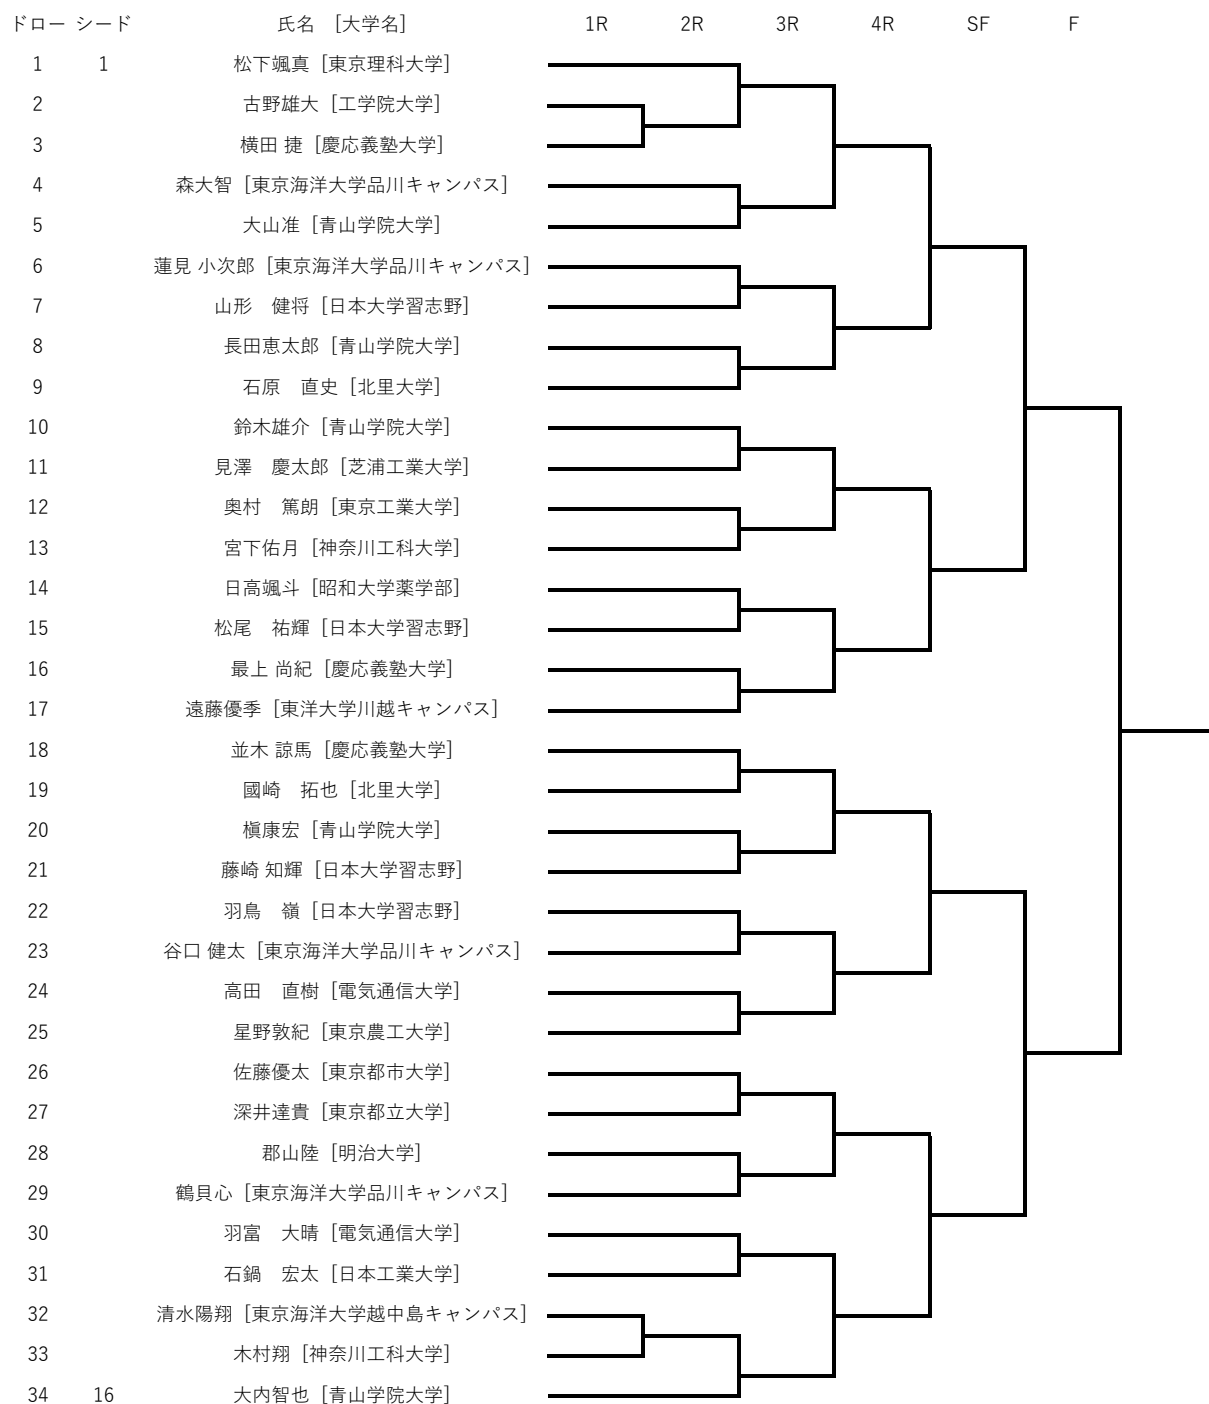 ドロー シード 氏名　[大学名] 1R 2R 3R 4R SF F
1 1 松下颯真 [東京理科大学]
2 古野雄大 [工学院大学]
3 横田 捷 [慶応義塾大学]
4 森大智 [東京海洋大学品川キャンパス]
5 大山准 [青山学院大学]
6 蓮見 小次郎 [東京海洋大学品川キャンパス]
7 山形　健将 [日本大学習志野]
8 長田恵太郎 [青山学院大学]
9 石原　直史 [北里大学]
10 鈴木雄介 [青山学院大学]
11 見澤　慶太郎 [芝浦工業大学]
12 奥村　篤朗 [東京工業大学]
13 宮下佑月 [神奈川工科大学]
14 日高颯斗 [昭和大学薬学部]
15 松尾　祐輝 [日本大学習志野]
16 最上 尚紀 [慶応義塾大学]
17 遠藤優季 [東洋大学川越キャンパス]
18 並木 諒馬 [慶応義塾大学]
19 國崎　拓也 [北里大学]
20 槇康宏 [青山学院大学]
21 藤崎 知輝 [日本大学習志野]
22 羽鳥　嶺 [日本大学習志野]
23 谷口 健太 [東京海洋大学品川キャンパス]
24 高田　直樹 [電気通信大学]
25 星野敦紀 [東京農工大学]
26 佐藤優太 [東京都市大学]
27 深井達貴 [東京都立大学]
28 郡山陸 [明治大学]
29 鶴貝心 [東京海洋大学品川キャンパス]
30 羽富　大晴 [電気通信大学]
31 石鍋　宏太 [日本工業大学]
32 清水陽翔 [東京海洋大学越中島キャンパス]
33 木村翔 [神奈川工科大学]
34 16 大内智也 [青山学院大学]